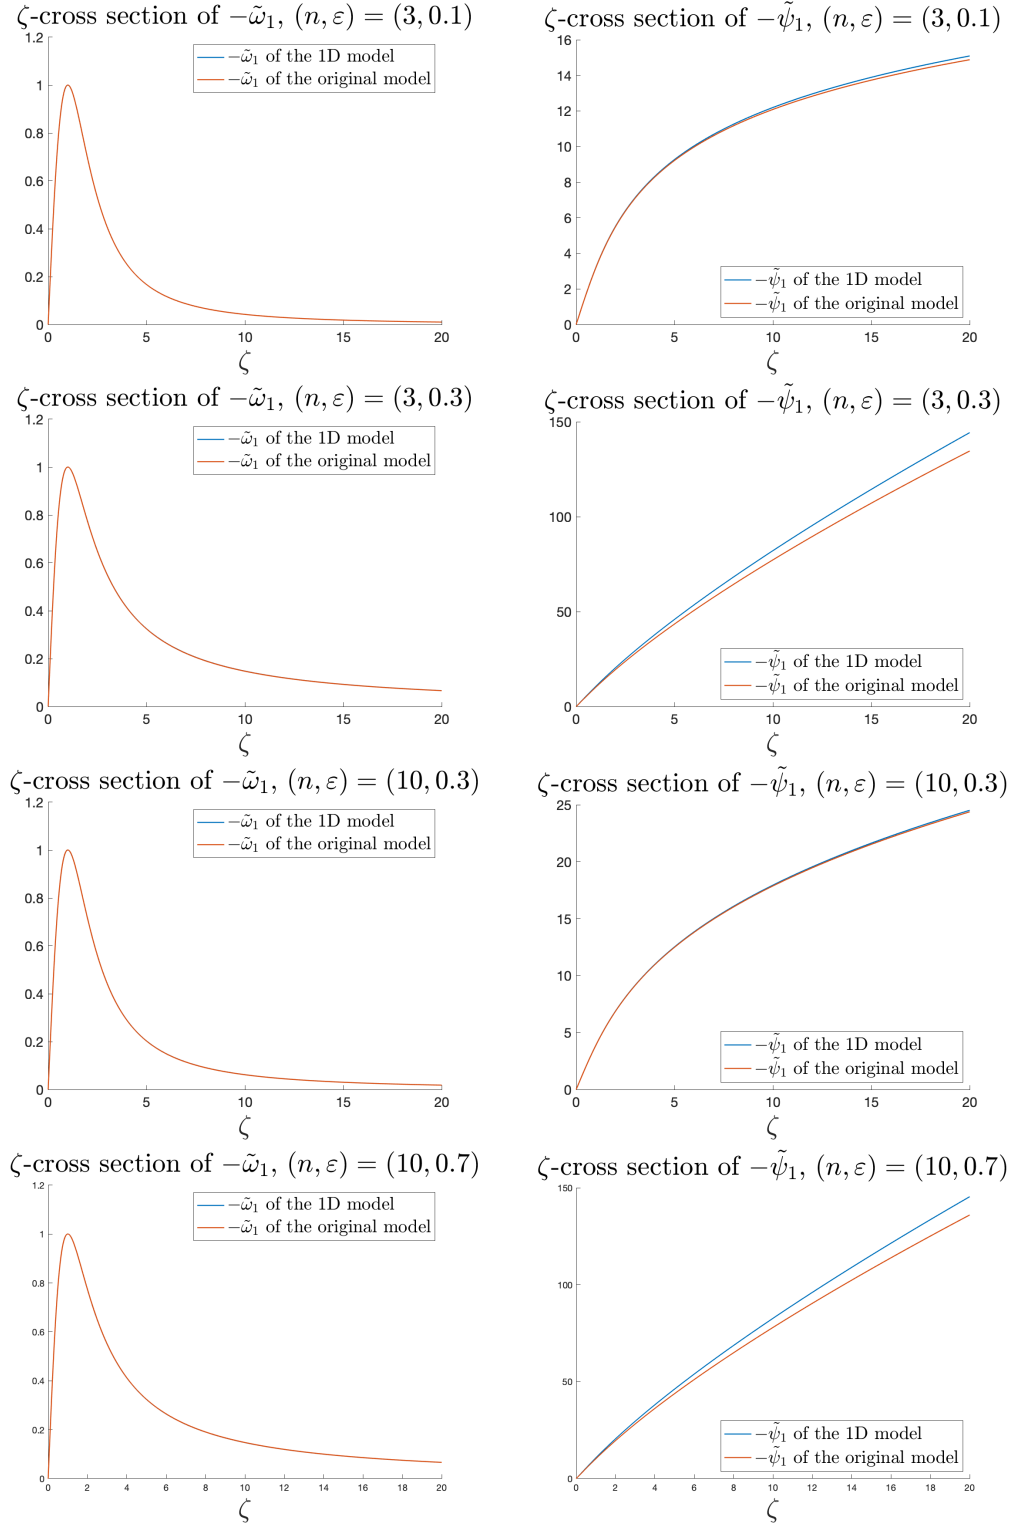 ζ-cross section of −ω̃₁, (n, ε) = (3, 0.1)
1.2
1
0.8
0.6
0.4
0.2
0
0 5 10 15 20
ζ
−ω̃₁ of the 1D model
−ω̃₁ of the original model
ζ-cross section of −ψ̃₁, (n, ε) = (3, 0.1)
16
14
12
10
8
6
4
2
0
0 5 10 15 20
ζ
−ψ̃₁ of the 1D model
−ψ̃₁ of the original model
ζ-cross section of −ω̃₁, (n, ε) = (3, 0.3)
1.2
1
0.8
0.6
0.4
0.2
0
0 5 10 15 20
ζ
−ω̃₁ of the 1D model
−ω̃₁ of the original model
ζ-cross section of −ψ̃₁, (n, ε) = (3, 0.3)
150
100
50
0
0 5 10 15 20
ζ
−ψ̃₁ of the 1D model
−ψ̃₁ of the original model
ζ-cross section of −ω̃₁, (n, ε) = (10, 0.3)
1.2
1
0.8
0.6
0.4
0.2
0
0 5 10 15 20
ζ
−ω̃₁ of the 1D model
−ω̃₁ of the original model
ζ-cross section of −ψ̃₁, (n, ε) = (10, 0.3)
25
20
15
10
5
0
0 5 10 15 20
ζ
−ψ̃₁ of the 1D model
−ψ̃₁ of the original model
ζ-cross section of −ω̃₁, (n, ε) = (10, 0.7)
1.2
1
0.8
0.6
0.4
0.2
0
0 2 4 6 8 10 12 14 16 18 20
ζ
−ω̃₁ of the 1D model
−ω̃₁ of the original model
ζ-cross section of −ψ̃₁, (n, ε) = (10, 0.7)
150
100
50
0
0 2 4 6 8 10 12 14 16 18 20
ζ
−ψ̃₁ of the 1D model
−ψ̃₁ of the original model